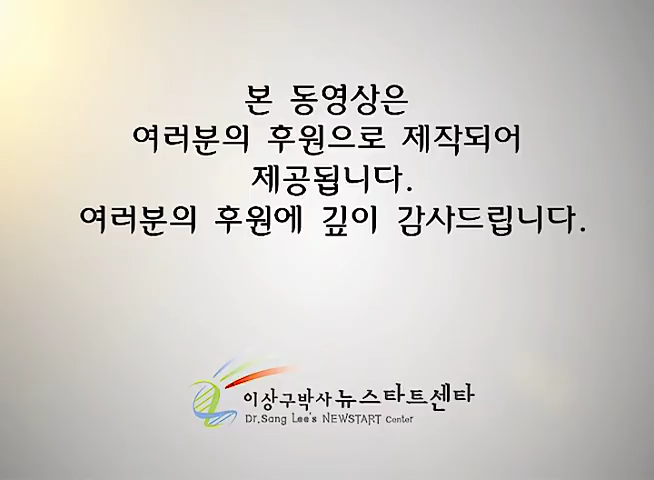 본 동영상은
여러분의 후원으로 제작되어
제공됩니다.
여러분의 후원에 깊이 감사드립니다.
이상구박사 뉴스타트센타
Dr.Sang Lee's NEWSTART Center